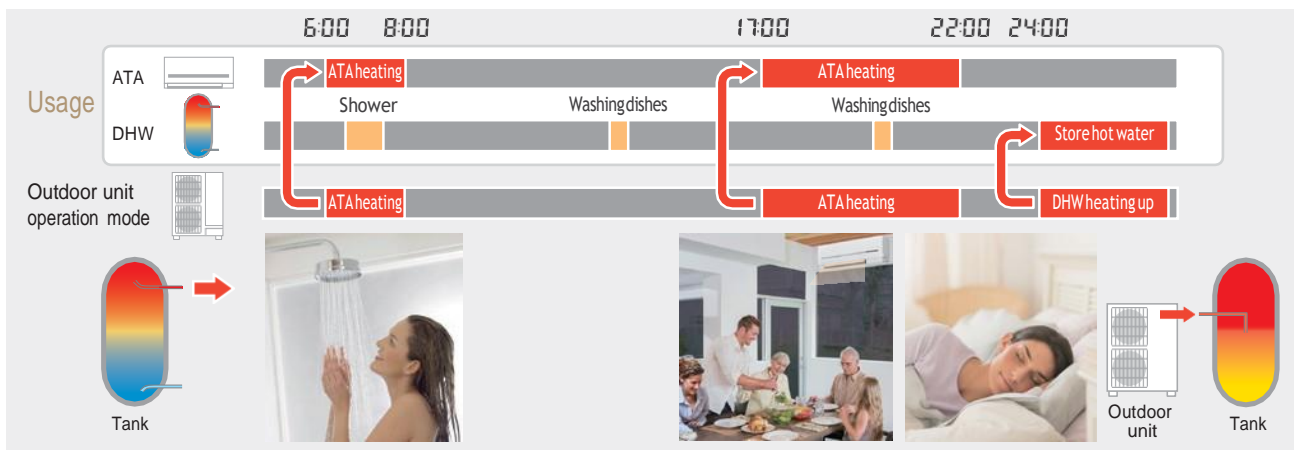 6:00 8:00 17:00 22:00 24:00
Usage
ATA ATA heating ATA heating
Shower Washing dishes Washing dishes
DHW Store hot water
Outdoor unit
operation mode
ATA heating ATA heating DHW heating up
Tank
Outdoor
unit
Tank